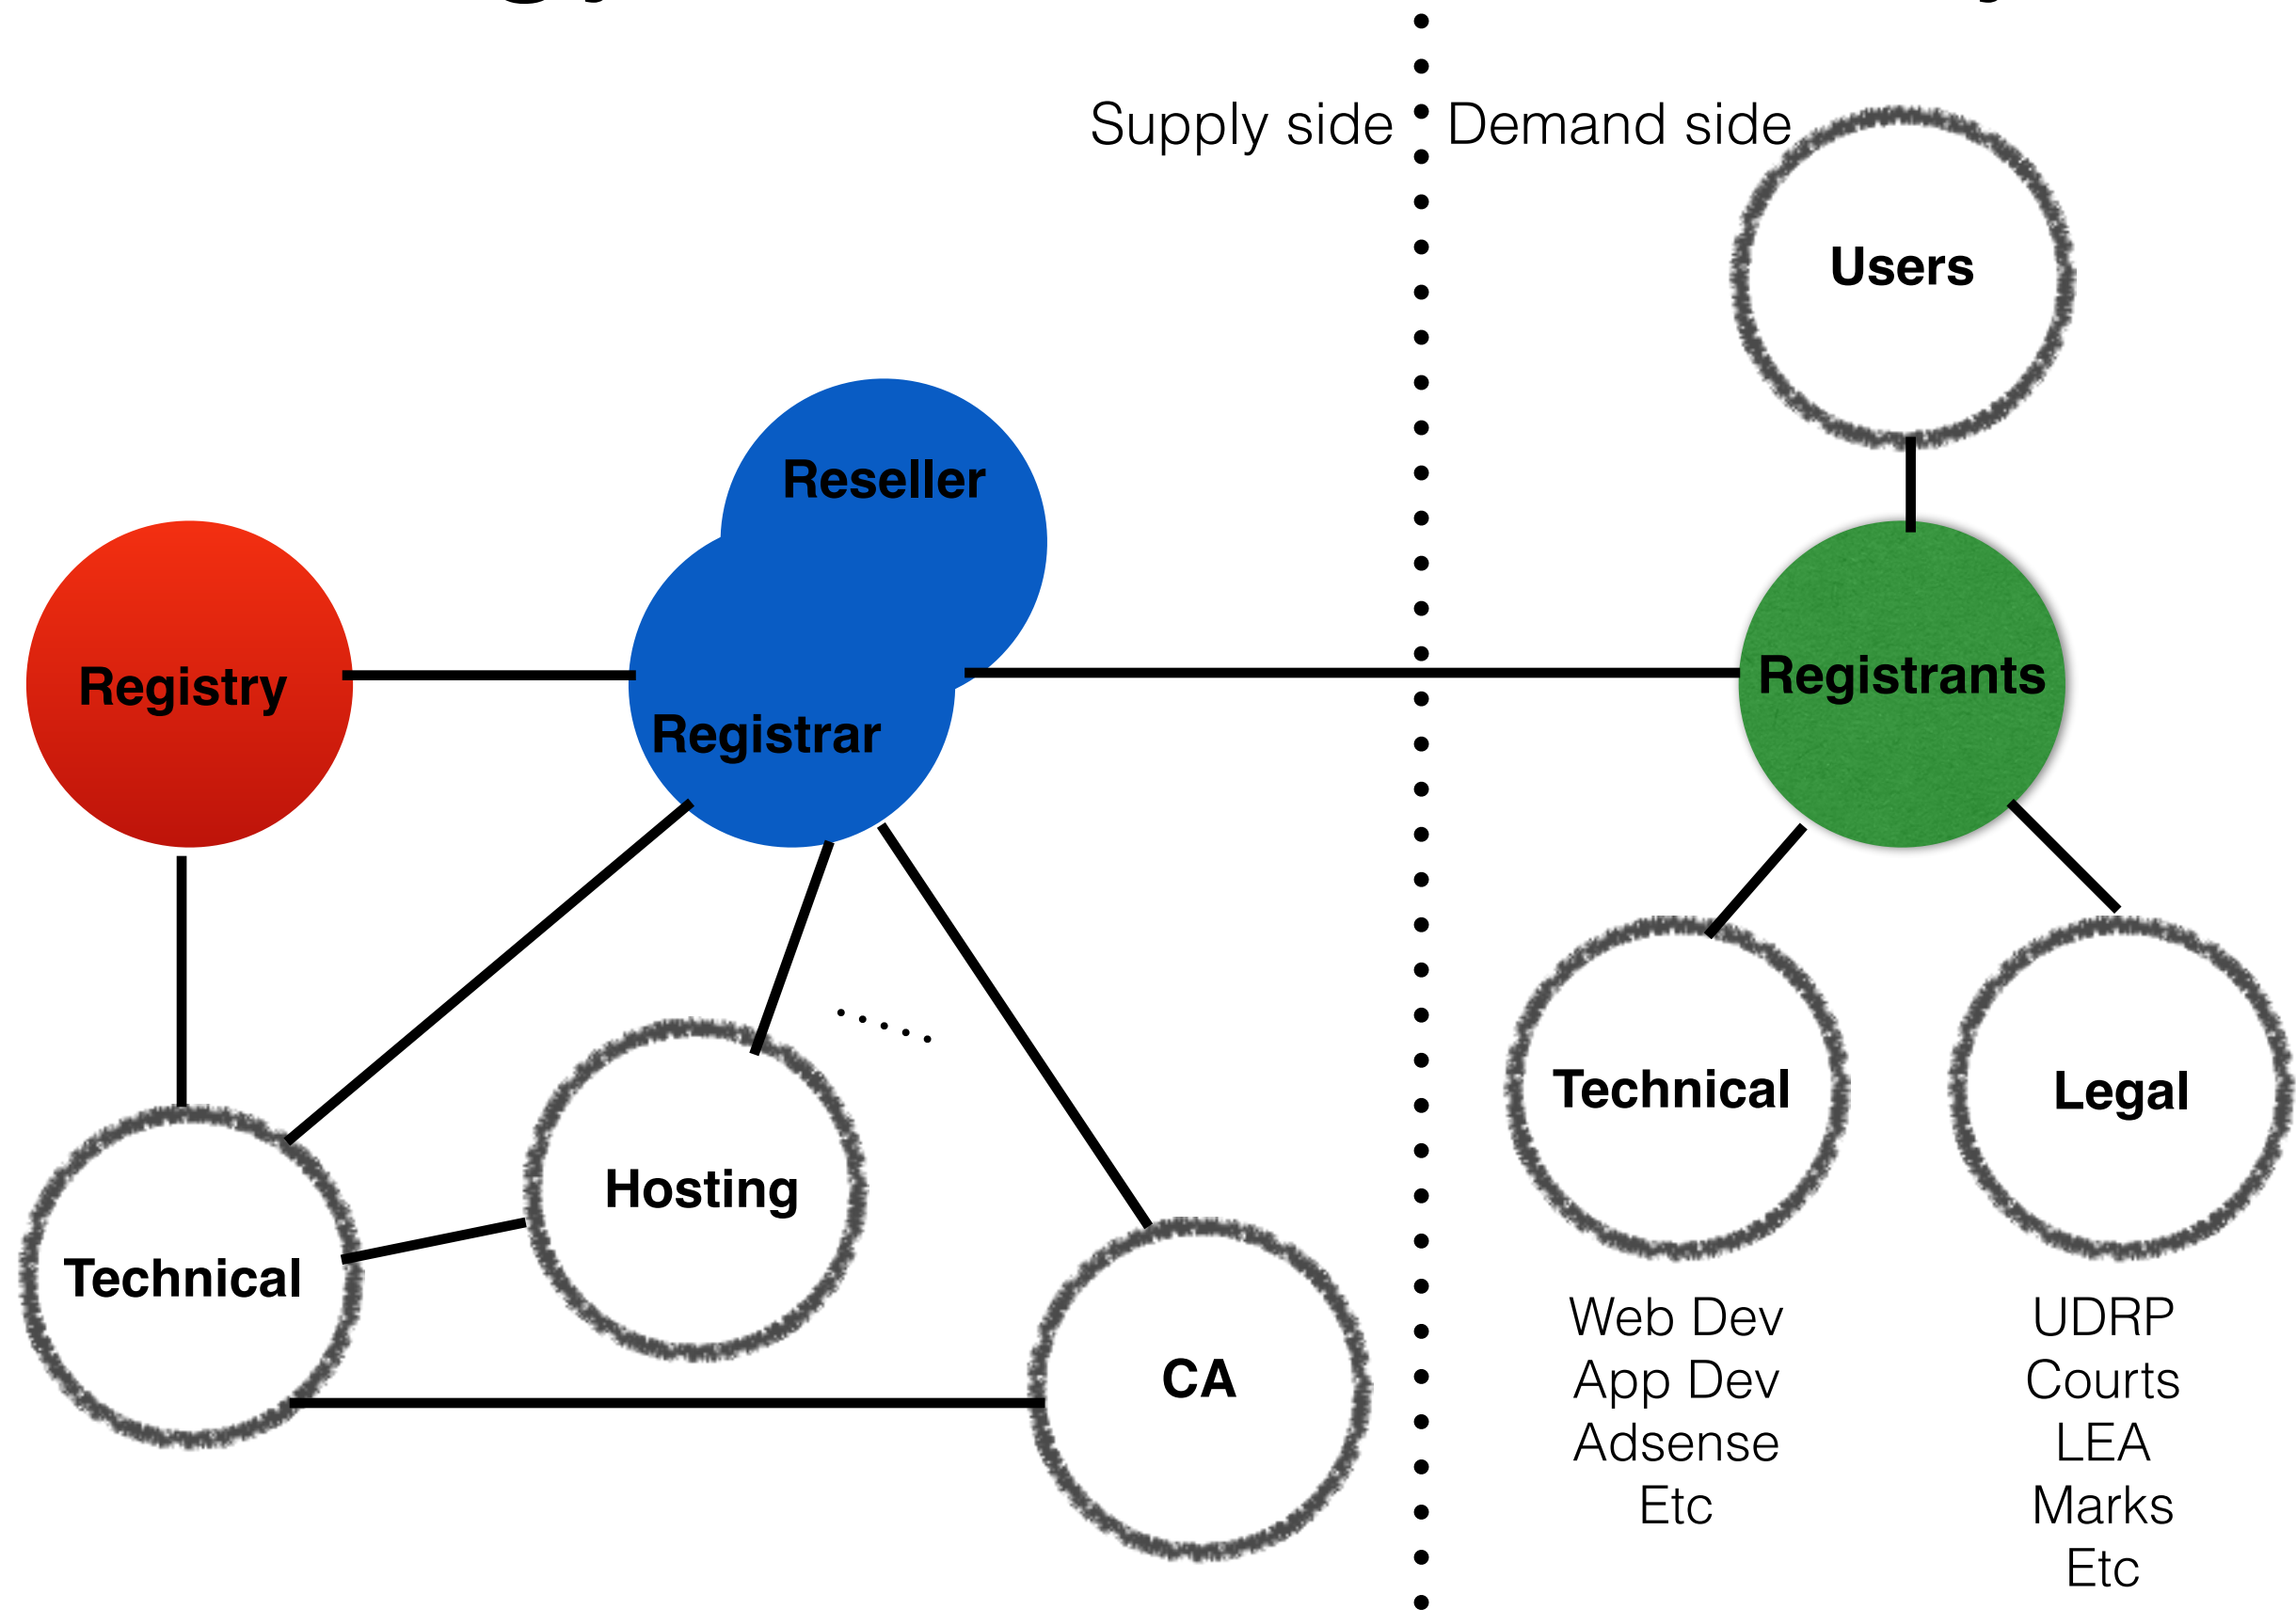 Supply side
Demand side
Users
Reseller
Registry
Registrar
Registrants
Technical
Hosting
CA
Technical
Web Dev
App Dev
Adsense
Etc
Legal
UDRP
Courts
LEA
Marks
Etc